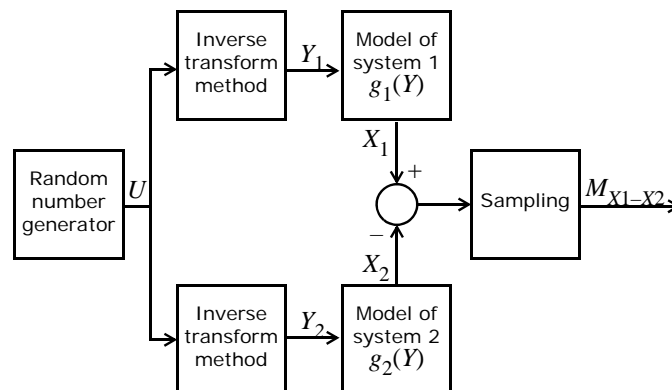 Inverse
transform
method
Y1
Model of
system 1
g1(Y)
X1
+
Random
number
generator
U
Sampling
MX1–X2
−
X2
Inverse
transform
method
Y2
Model of
system 2
g2(Y)